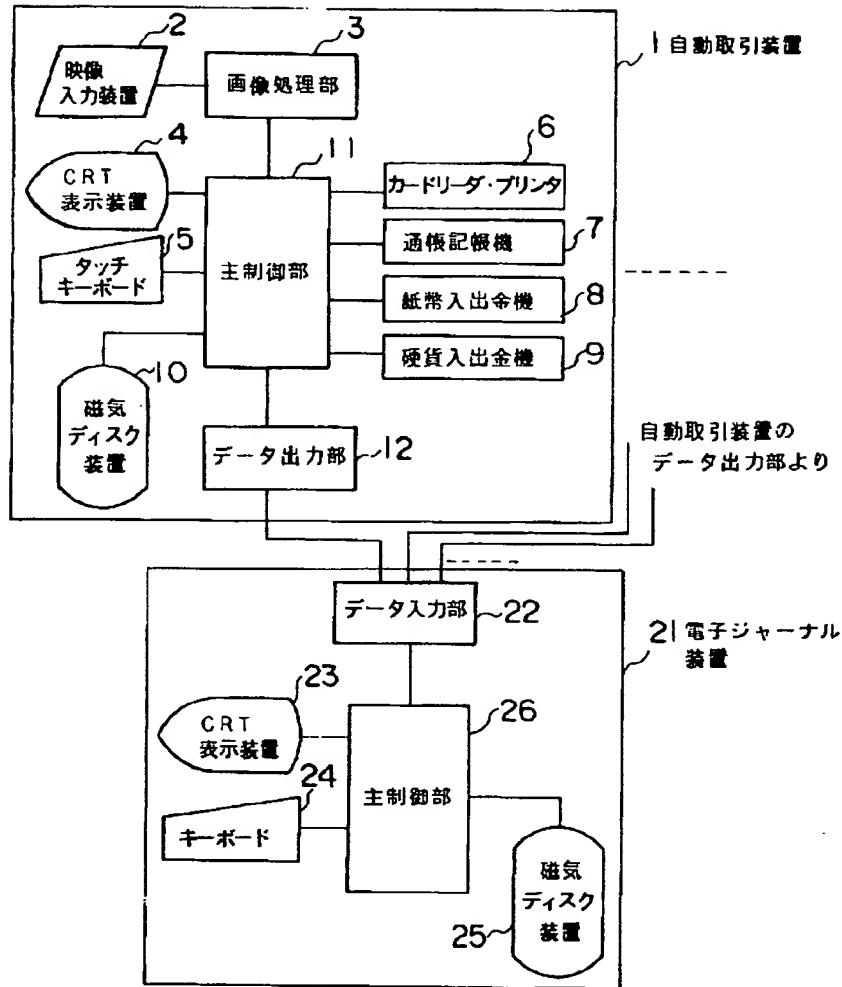 2
映像
入力装置
3
画像処理部
1 自動取引装置
4
CRT
表示装置
11
主制御部
6
カードリーダ・プリンタ
5
タッチ
キーボード
通帳記帳機
7
紙幣入出金機
8
硬貨入出金機
9
10
磁気
ディスク
装置
データ出力部
12
自動取引装置の
データ出力部より
データ入力部
22
21 電子ジャーナル
装置
23
CRT
表示装置
26
主制御部
24
キーボード
磁気
ディスク
装置
25